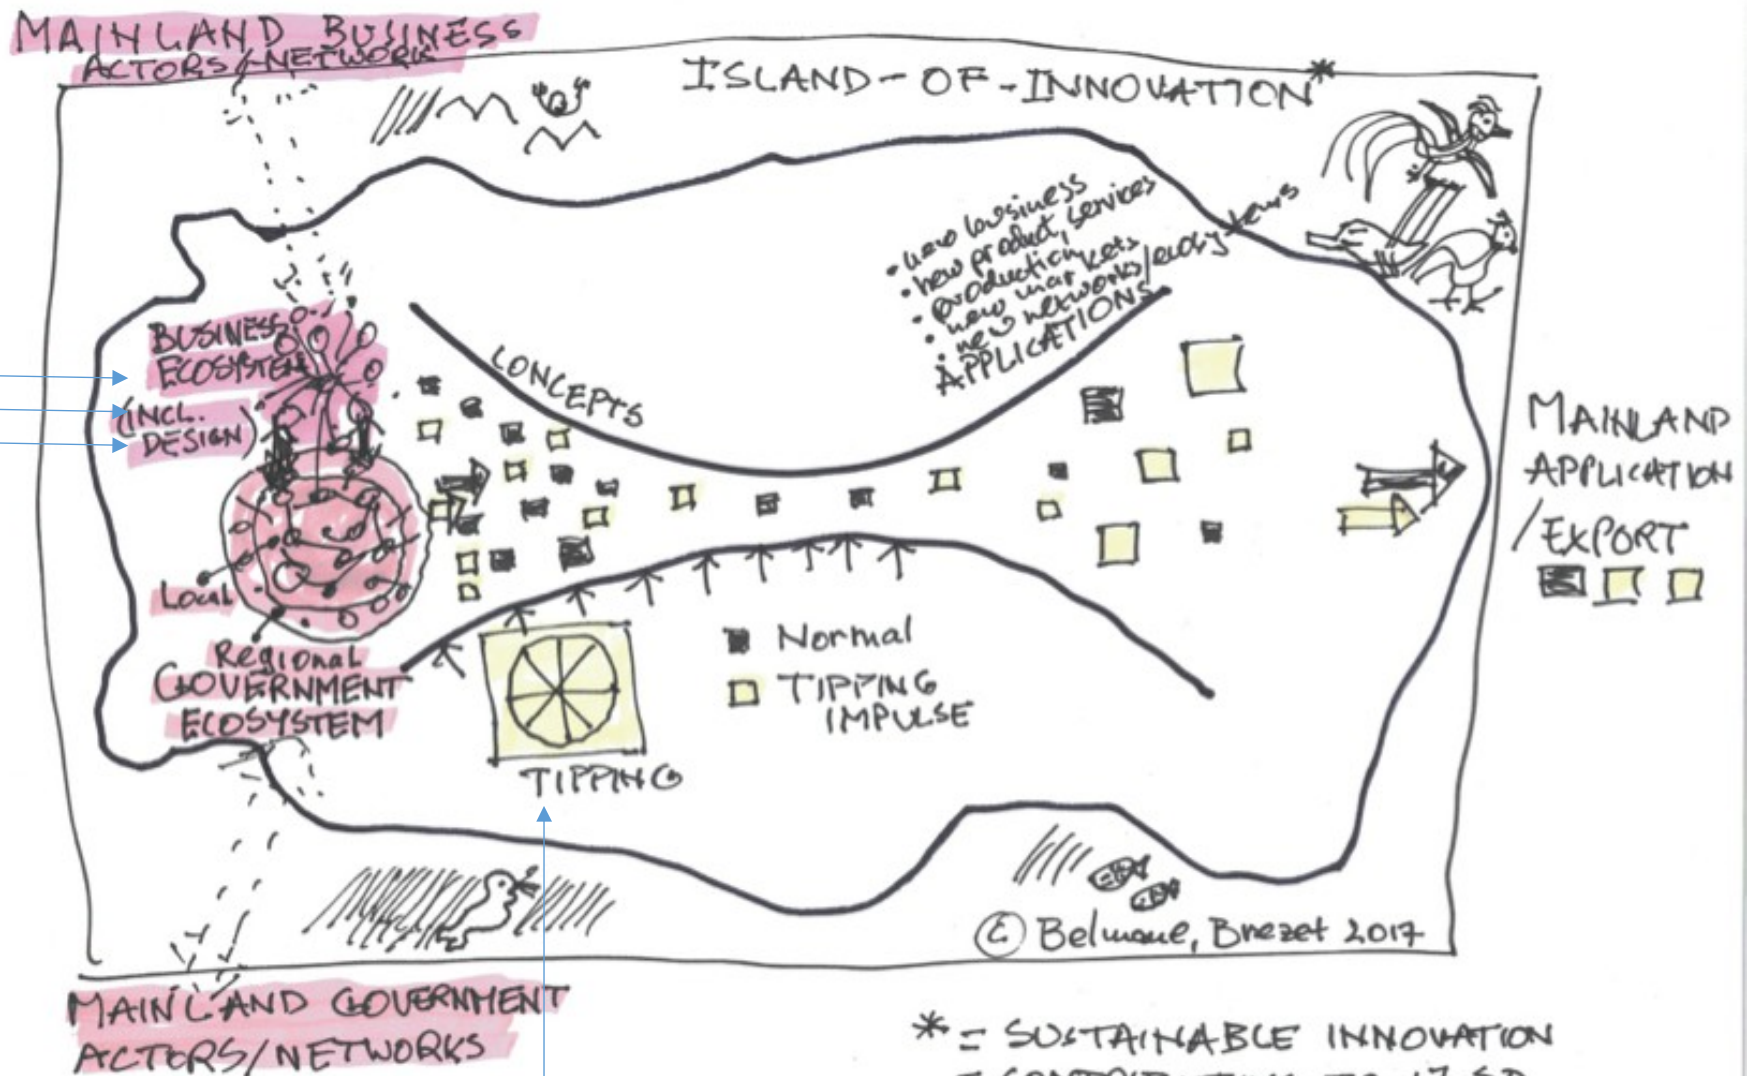 MAINLAND BUSINESS
ACTORS/NETWORK
ISLAND-OF-INNOVATION*
• new business
• new product, services
• production
• new markets
• new networks/ecosystems
APPLICATIONS
CONCEPTS
BUSINESS
ECOSYSTEM
(INCL.
DESIGN)
Local
Regional
GOVERNMENT
ECOSYSTEM
MAINLAND
APPLICATION
/EXPORT
Normal
TIPPING
IMPULSE
TIPPING
© Belmane, Brezet 2017
MAINLAND GOVERNMENT
ACTORS/NETWORKS
* = SUSTAINABLE INNOVATION